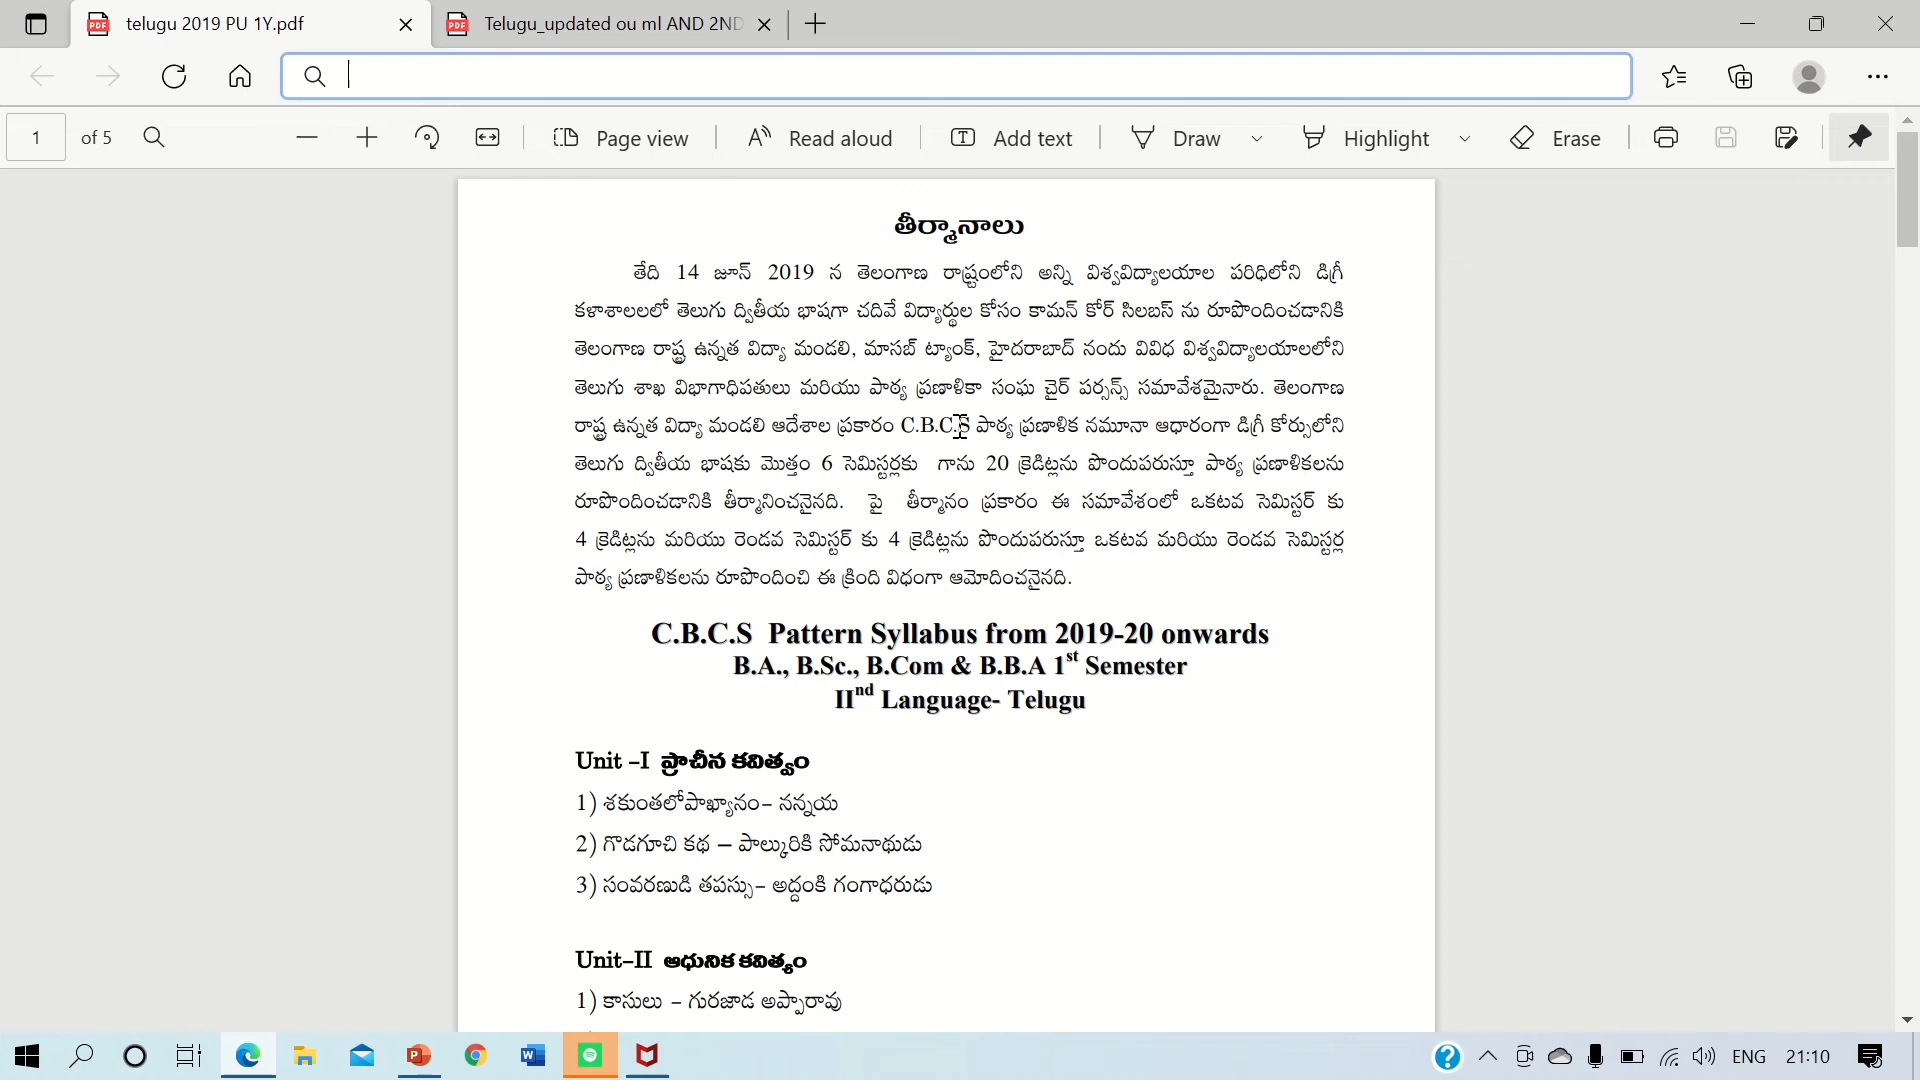 telugu 2019 PU 1Y.pdf
Telugu_updated ou ml AND 2ND
1 of 5
Page view
Read aloud
Add text
Draw
Highlight
Erase
తీర్మానాలు
తేది 14 జూన్ 2019 న తెలంగాణ రాష్ట్రంలోని అన్ని విశ్వవిద్యాలయాల పరిధిలోని డిగ్రీ
కళాశాలలలో తెలుగు ద్వితీయ భాషగా చదివే విద్యార్థుల కోసం కామన్ కోర్ సిలబస్ ను రూపొందించడానికి
తెలంగాణ రాష్ట్ర ఉన్నత విద్యా మండలి, మాసబ్ ట్యాంక్, హైదరాబాద్ నందు వివిధ విశ్వవిద్యాలయాలలోని
తెలుగు శాఖ విభాగాధిపతులు మరియు పాఠ్య ప్రణాళికా సంఘ చైర్ పర్సన్స్ సమావేశమైనారు. తెలంగాణ
రాష్ట్ర ఉన్నత విద్యా మండలి ఆదేశాల ప్రకారం C.B.C.S పాఠ్య ప్రణాళిక నమూనా ఆధారంగా డిగ్రీ కోర్సులోని
తెలుగు ద్వితీయ భాషకు మొత్తం 6 సెమిస్టర్లకు గాను 20 క్రెడిట్లను పొందుపరుస్తూ పాఠ్య ప్రణాళికలను
రూపొందించడానికి తీర్మానించనైనది. పై తీర్మానం ప్రకారం ఈ సమావేశంలో ఒకటవ సెమిస్టర్ కు
4 క్రెడిట్లను మరియు రెండవ సెమిస్టర్ కు 4 క్రెడిట్లను పొందుపరుస్తూ ఒకటవ మరియు రెండవ సెమిస్టర్ల
పాఠ్య ప్రణాళికలను రూపొందించి ఈ క్రింది విధంగా ఆమోదించనైనది.
C.B.C.S Pattern Syllabus from 2019-20 onwards
B.A., B.Sc., B.Com & B.B.A 1st Semester
IInd Language- Telugu
Unit –I ప్రాచీన కవిత్వం
1) శకుంతలోపాఖ్యానం– నన్నయ
2) గొడగూచి కథ – పాల్కురికి సోమనాథుడు
3) సంవరణుడి తపస్సు– అద్దంకి గంగాధరుడు
Unit–II ఆధునిక కవిత్వం
1) కాసులు – గురజాడ అప్పారావు
ENG
21:10